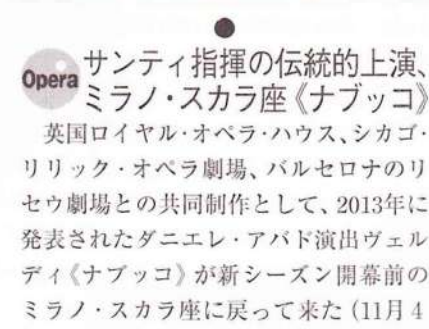 Opera サンティ指揮の伝統的上演、
ミラノ・スカラ座《ナブッコ》
英国ロイヤル・オペラ・ハウス、シカゴ・
リリック・オペラ劇場、バルセロナのリ
セウ劇場との共同制作として、2013年に
発表されたダニエレ・アバド演出ヴェル
ディ《ナブッコ》が新シーズン開幕前の
ミラノ・スカラ座に戻って来た（11月4